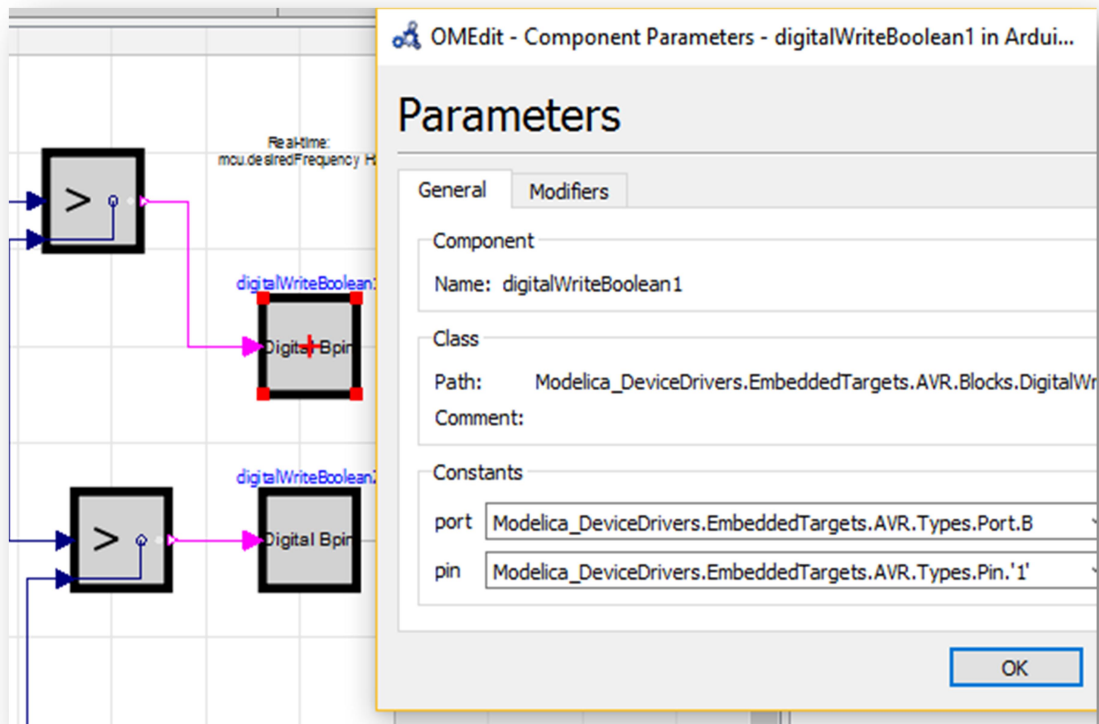 OMEdit - Component Parameters - digitalWriteBoolean1 in Ardui...
Parameters
General
Modifiers
Component
Name: digitalWriteBoolean1
Class
Path: Modelica_DeviceDrivers.EmbeddedTargets.AVR.Blocks.DigitalWr
Comment:
Constants
port Modelica_DeviceDrivers.EmbeddedTargets.AVR.Types.Port.B
pin Modelica_DeviceDrivers.EmbeddedTargets.AVR.Types.Pin.'1'
OK
Real-time:
mcu.desiredFrequency H
>
digitalWriteBoolean1
Digital Bpin
digitalWriteBoolean2
>
Digital Bpin